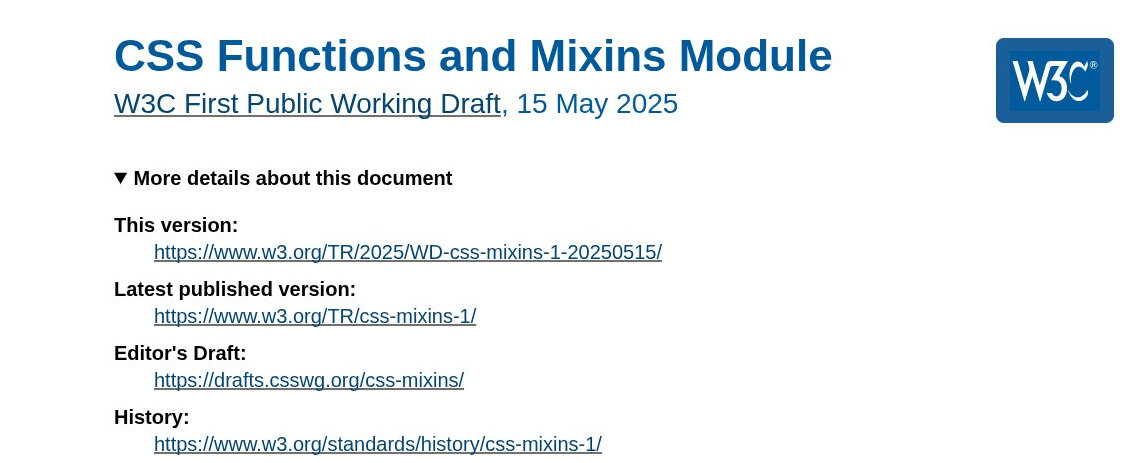 CSS Functions and Mixins Module
W3C®
W3C First Public Working Draft, 15 May 2025
▼ More details about this document
This version:
https://www.w3.org/TR/2025/WD-css-mixins-1-20250515/
Latest published version:
https://www.w3.org/TR/css-mixins-1/
Editor's Draft:
https://drafts.csswg.org/css-mixins/
History:
https://www.w3.org/standards/history/css-mixins-1/